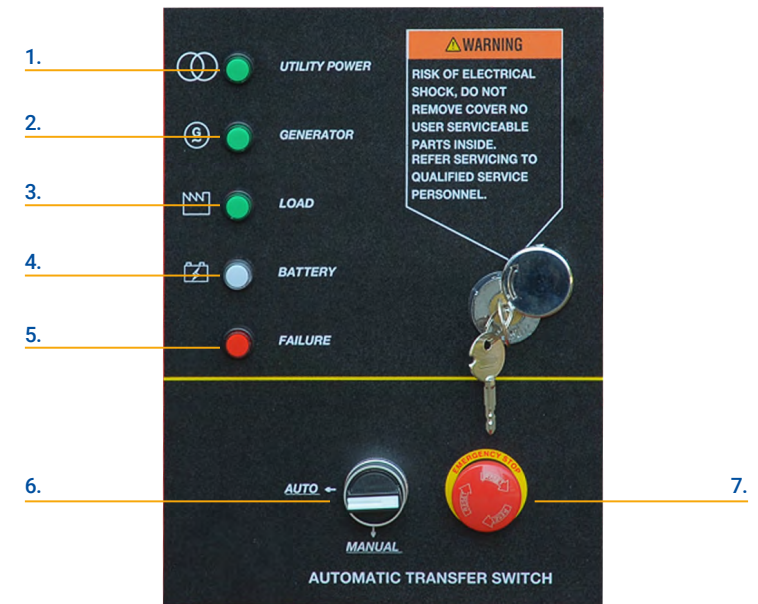 1.
UTILITY POWER
2.
G
GENERATOR
3.
LOAD
4.
BATTERY
5.
FAILURE
WARNING
RISK OF ELECTRICAL
SHOCK, DO NOT
REMOVE COVER NO
USER SERVICEABLE
PARTS INSIDE.
REFER SERVICING TO
QUALIFIED SERVICE
PERSONNEL.
6.
AUTO
MANUAL
EMERGENCY STOP
7.
AUTOMATIC TRANSFER SWITCH